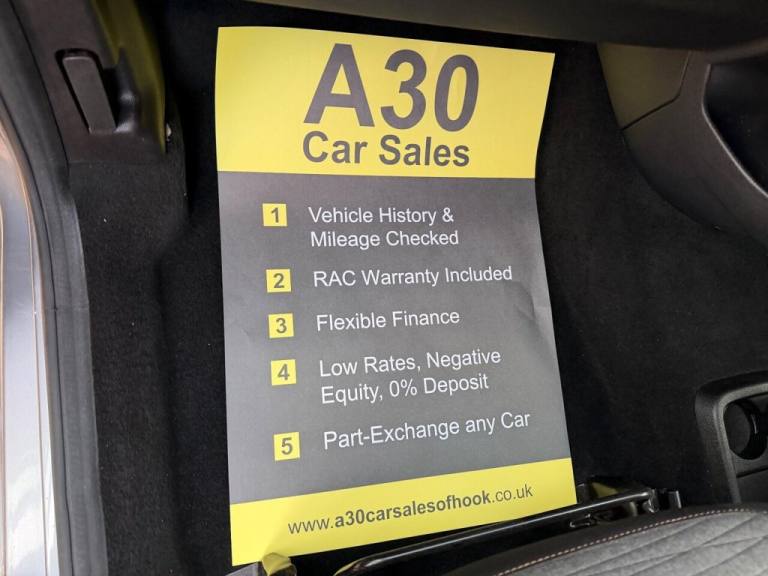 A30
Car Sales
1 Vehicle History &
Mileage Checked
2 RAC Warranty Included
3 Flexible Finance
4 Low Rates, Negative
Equity, 0% Deposit
5 Part-Exchange any Car
www.a30carsalesofhook.co.uk